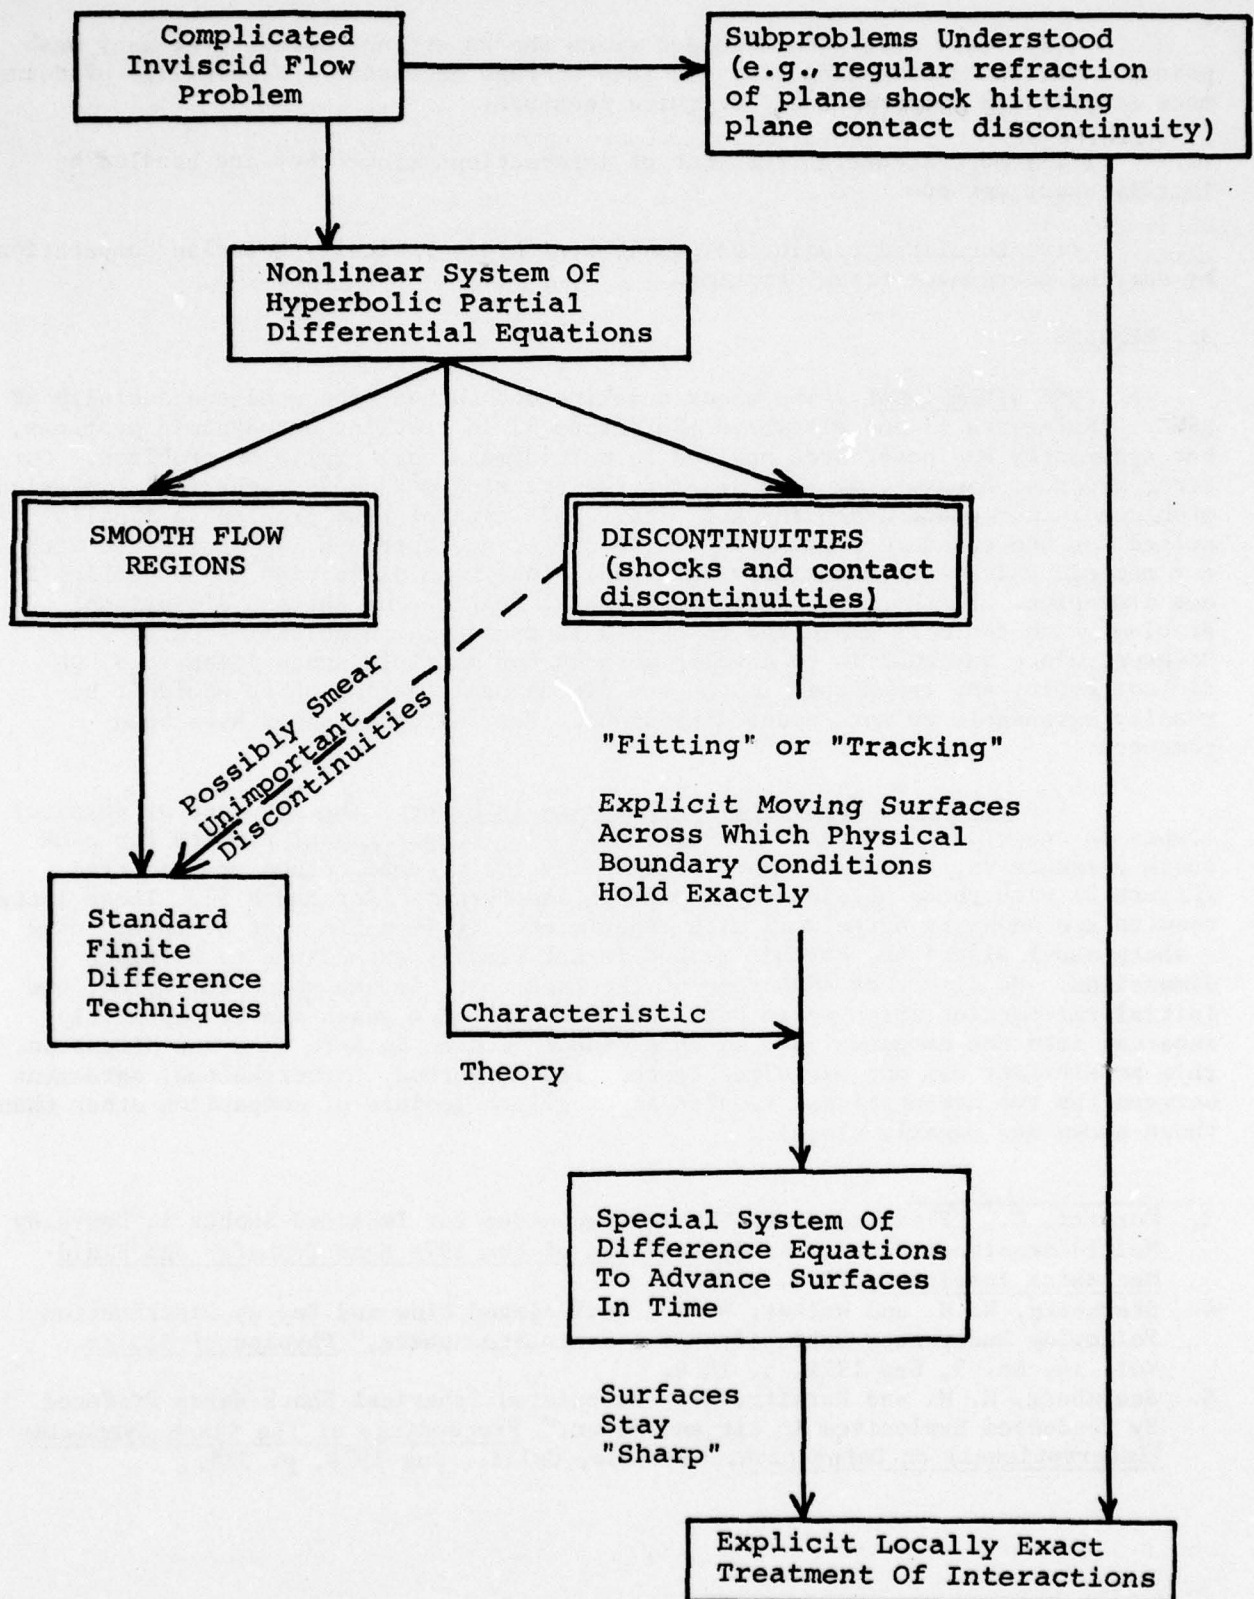 Complicated
Inviscid Flow
Problem
Subproblems Understood
(e.g., regular refraction
of plane shock hitting
plane contact discontinuity)
Nonlinear System Of
Hyperbolic Partial
Differential Equations
SMOOTH FLOW
REGIONS
DISCONTINUITIES
(shocks and contact
discontinuities)
Possibly Smear
Unimportant
Discontinuities
"Fitting" or "Tracking"
Explicit Moving Surfaces
Across Which Physical
Boundary Conditions
Hold Exactly
Standard
Finite
Difference
Techniques
Characteristic
Theory
Special System Of
Difference Equations
To Advance Surfaces
In Time
Surfaces
Stay
"Sharp"
Explicit Locally Exact
Treatment Of Interactions